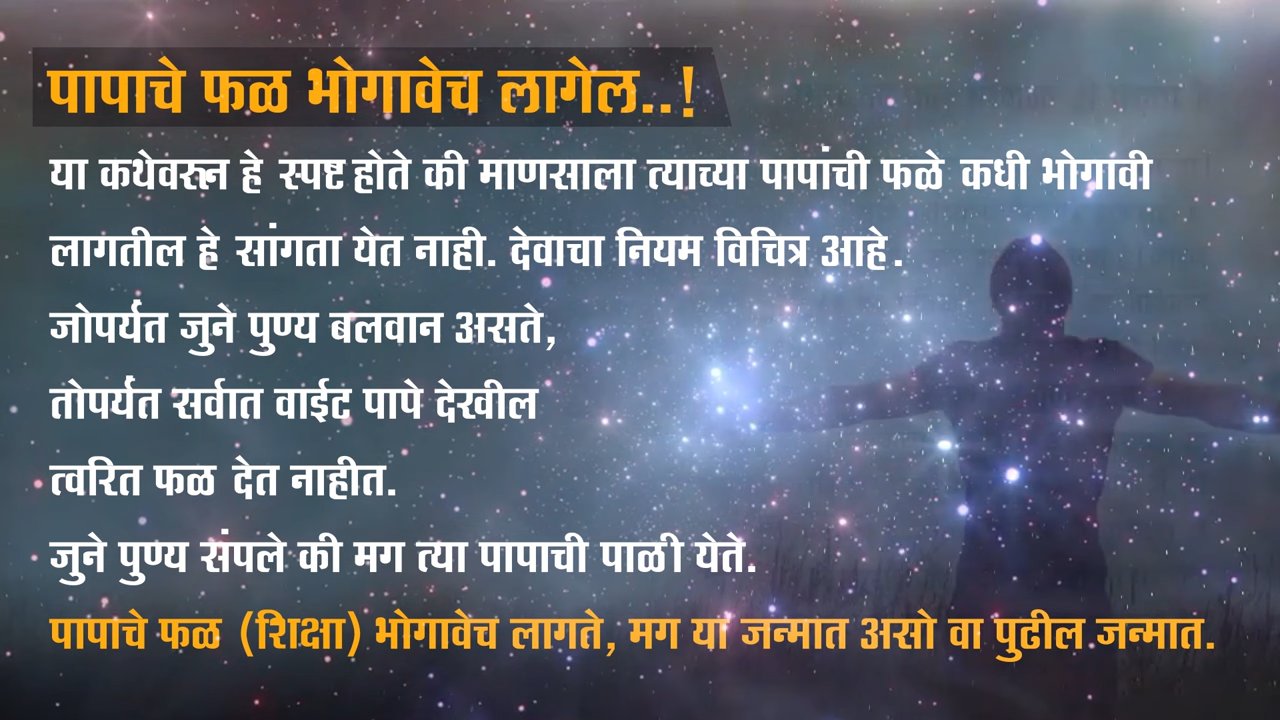 पापाचे फळ भोगावेच लागेल..!
या कथेवरून हे स्पष्ट होते की माणसाला त्याच्या पापांची फळे कधी भोगावी
लागतील हे सांगता येत नाही. देवाचा नियम विचित्र आहे.
जोपर्यंत जुने पुण्य बलवान असते,
तोपर्यंत सर्वात वाईट पापे देखील
त्वरित फळ देत नाहीत.
जुने पुण्य संपले की मग त्या पापाची पाळी येते.
पापाचे फळ (शिक्षा) भोगावेच लागते, मग या जन्मात असो वा पुढील जन्मात.